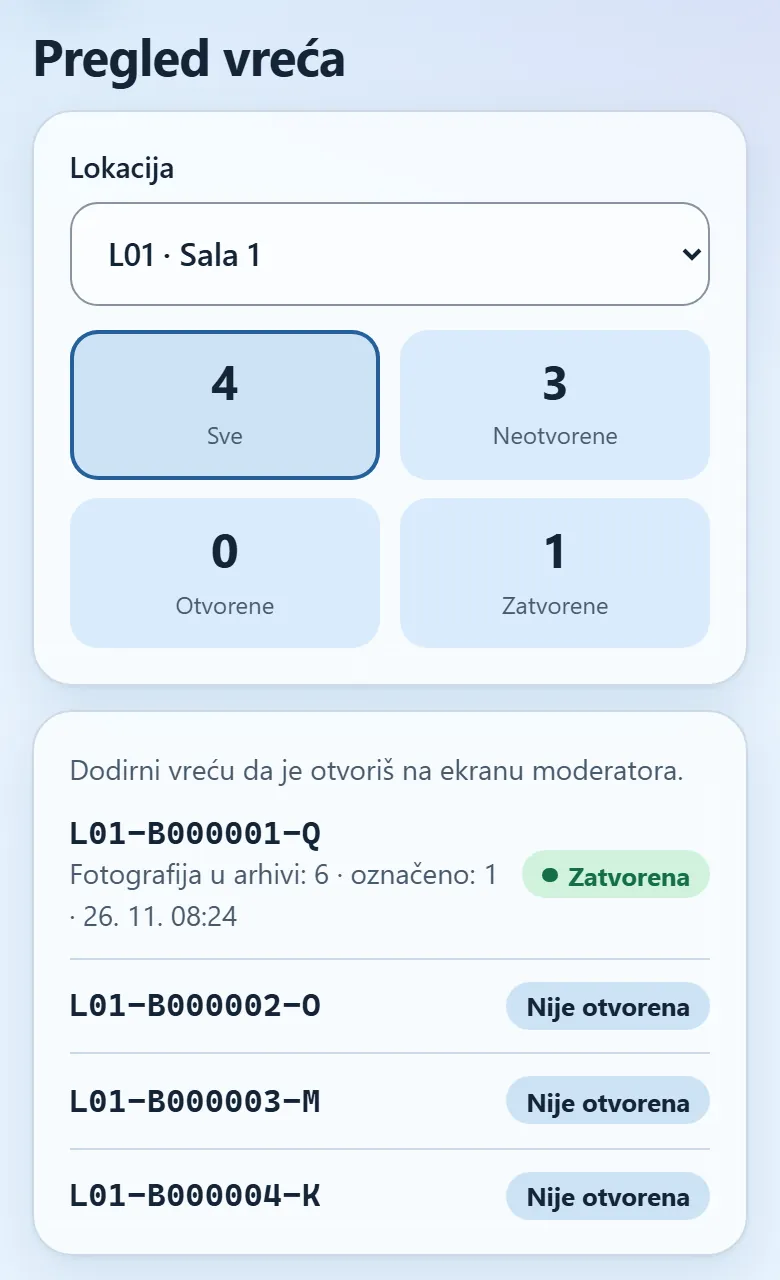 Pregled vreća
Lokacija
L01 · Sala 1
4
Sve
3
Neotvorene
0
Otvorene
1
Zatvorene
Dodirni vreću da je otvoriš na ekranu moderatora.
L01-B000001-Q
Fotografija u arhivi: 6 · označeno: 1
· 26. 11. 08:24
Zatvorena
L01-B000002-O
Nije otvorena
L01-B000003-M
Nije otvorena
L01-B000004-K
Nije otvorena